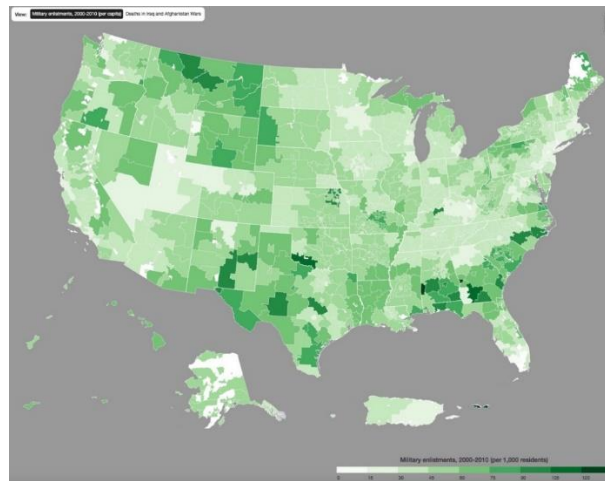 View: Military enlistments, 2000-2010 (per capita) Deaths in Iraq and Afghanistan Wars
Military enlistments, 2000-2010 (per 1,000 residents)